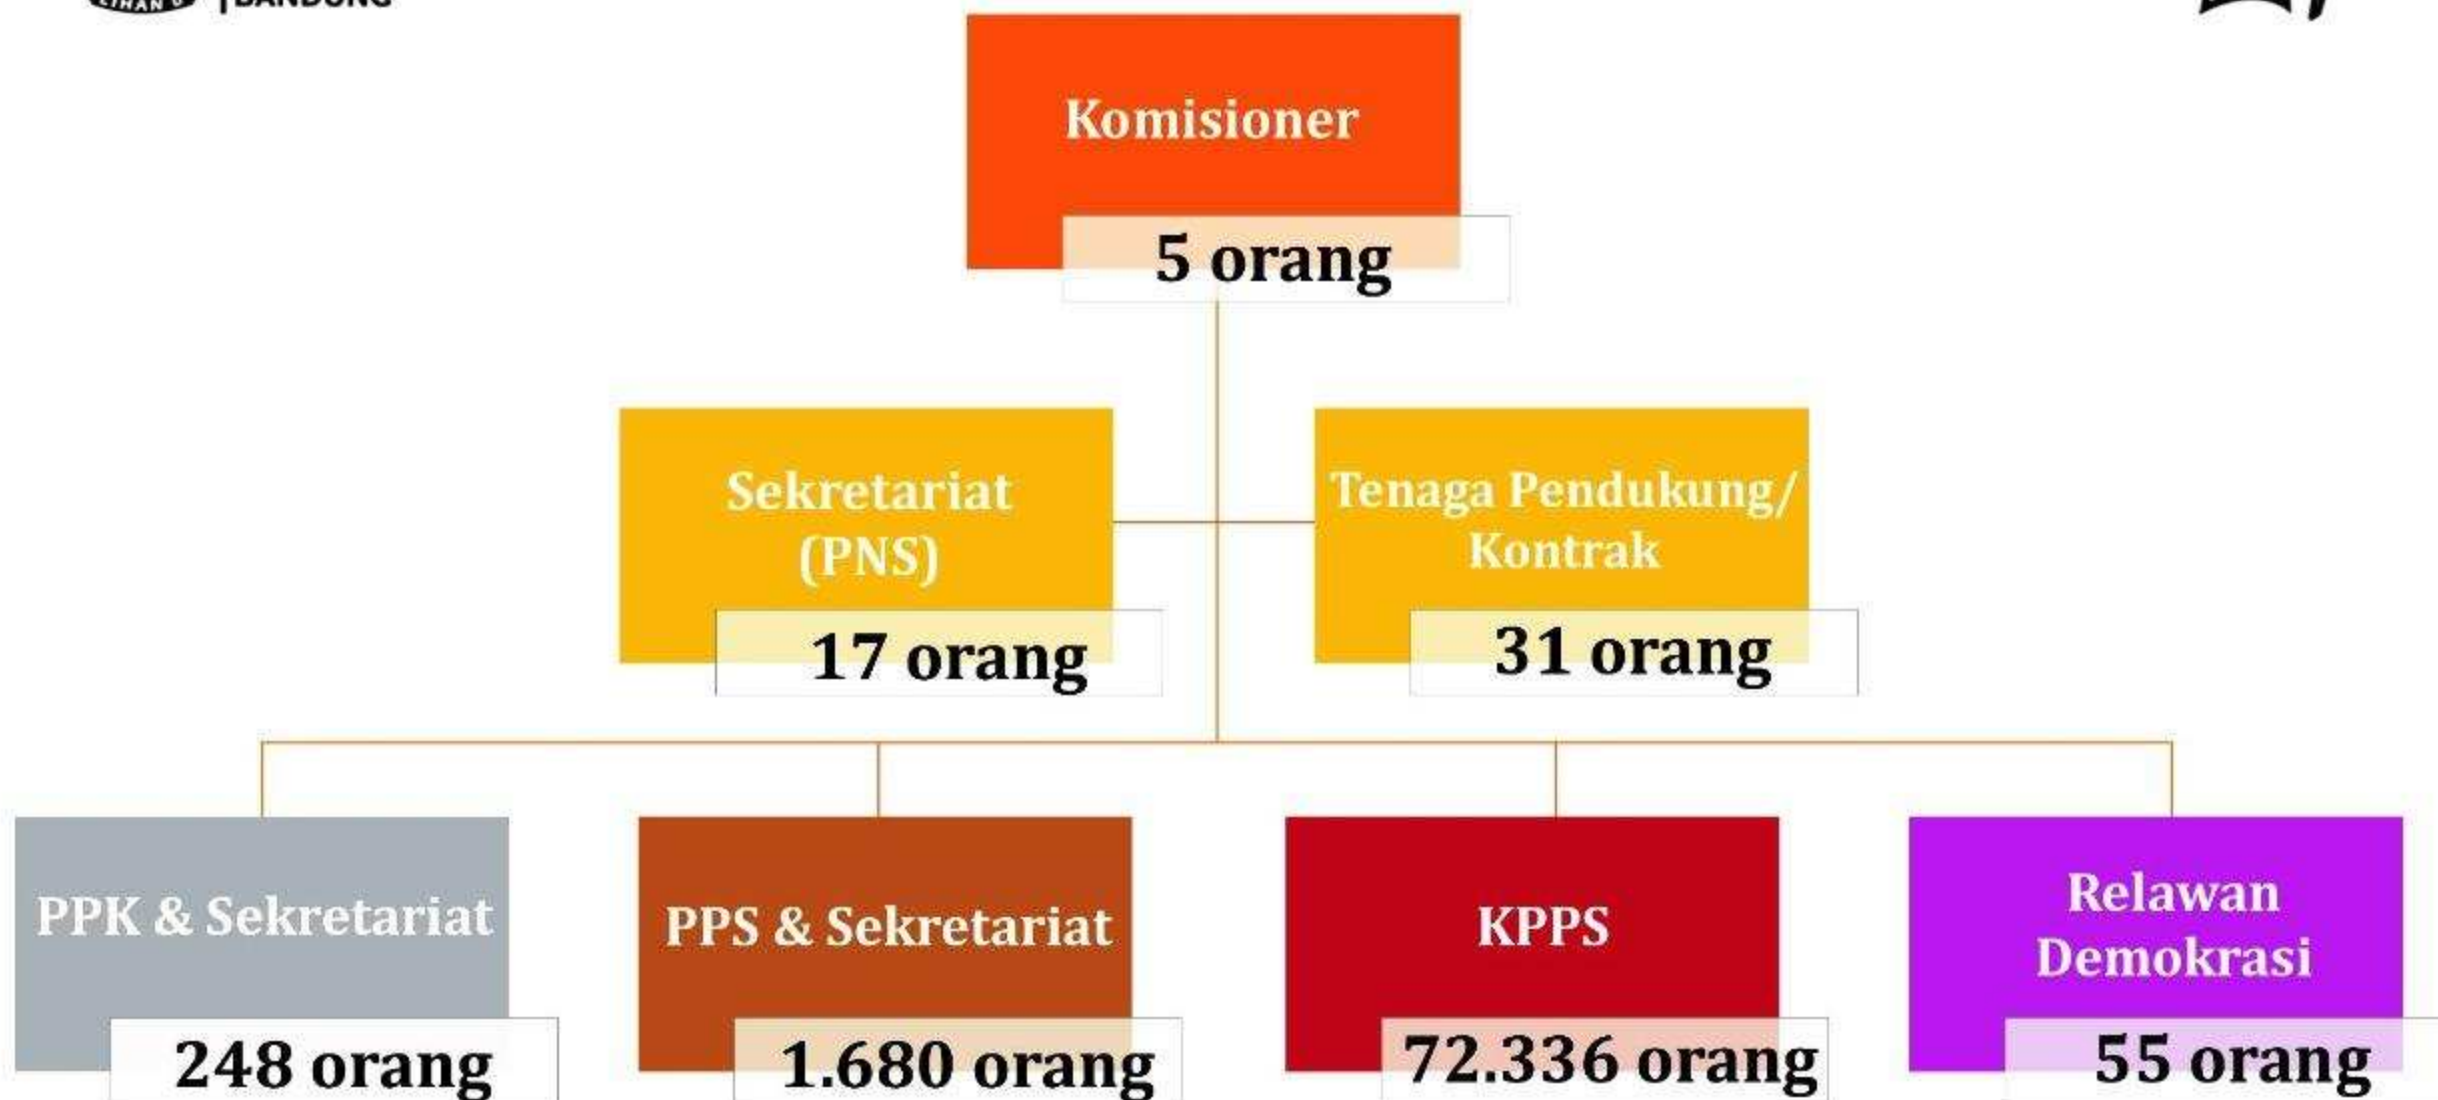 BANDUNG
Komisioner
5 orang
Sekretariat
(PNS)
17 orang
Tenaga Pendukung/
Kontrak
31 orang
PPK & Sekretariat
248 orang
PPS & Sekretariat
1.680 orang
KPPS
72.336 orang
Relawan
Demokrasi
55 orang